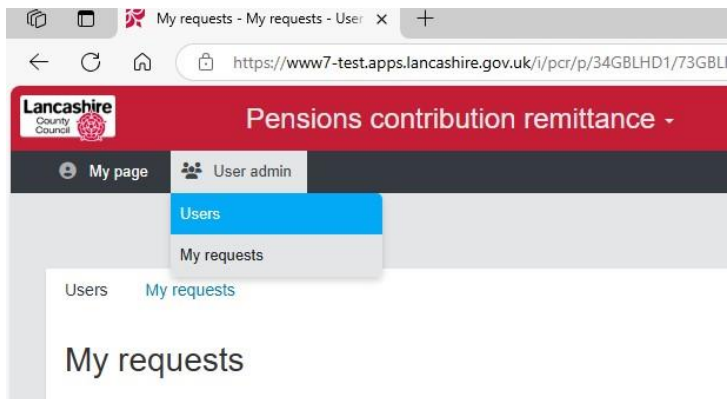 My requests - My requests - User
https://www7-test.apps.lancashire.gov.uk/i/pcr/p/34GBLHD1/73GBL
Lancashire
County
Council
Pensions contribution remittance
My page
User admin
Users
My requests
Users
My requests
My requests